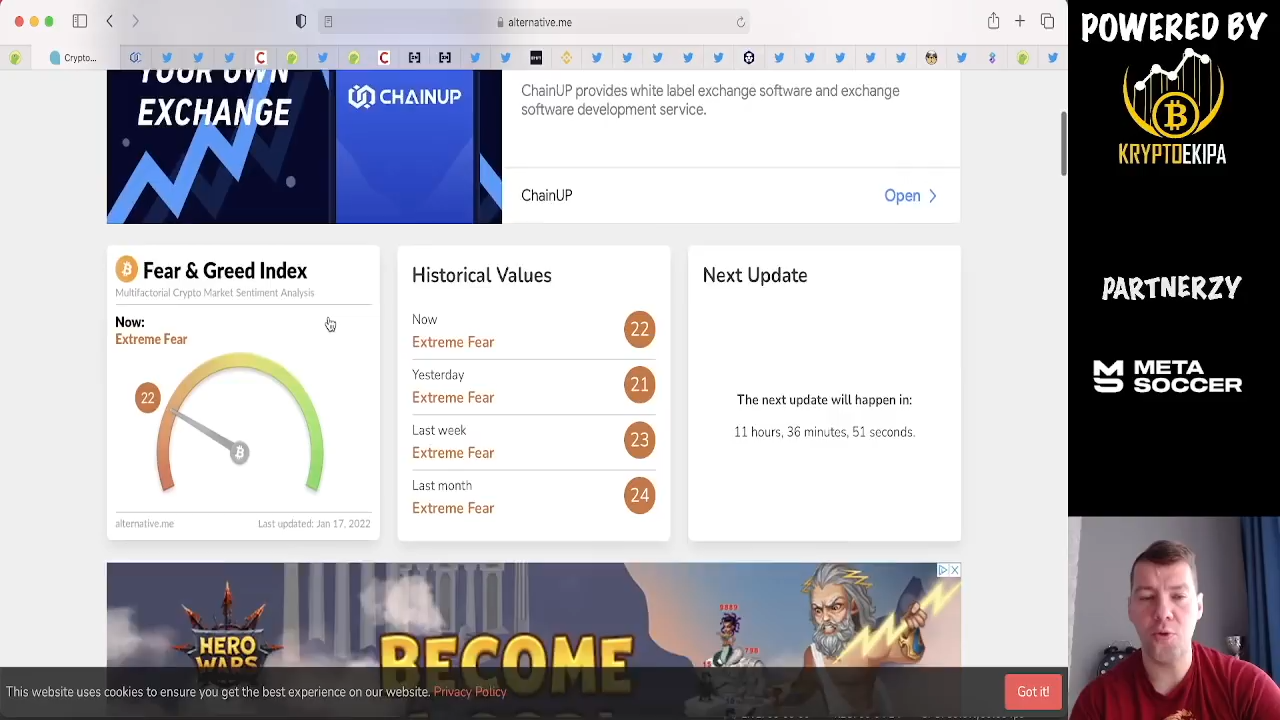 alternative.me
Crypto...
YOUR OWN
EXCHANGE
CHAINUP
ChainUP provides white label exchange software and exchange
software development service.
ChainUP
Open
Fear & Greed Index
Multifactorial Crypto Market Sentiment Analysis
Now:
Extreme Fear
22
alternative.me
Last updated: Jan 17, 2022
Historical Values
Now
Extreme Fear
22
Yesterday
Extreme Fear
21
Last week
Extreme Fear
23
Last month
Extreme Fear
24
Next Update
The next update will happen in:
11 hours, 36 minutes, 51 seconds.
HERO
WARS
BECOME
This website uses cookies to ensure you get the best experience on our website. Privacy Policy
Got it!
POWERED BY
KRYPTOEKIPA
PARTNERZY
META
SOCCER